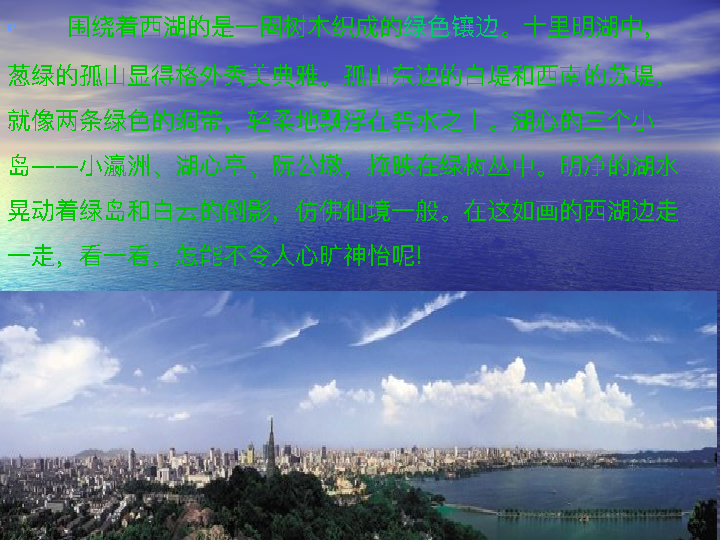 围绕着西湖的是一圈树木织成的绿色镶边。十里明湖中，
葱绿的孤山显得格外秀美典雅。孤山东边的白堤和西南的苏堤，
就像两条绿色的绸带，轻柔地飘浮在碧水之上。湖心的三个小
岛——小瀛洲、湖心亭、阮公墩，掩映在绿树丛中。明净的湖水
晃动着绿岛和白云的倒影，仿佛仙境一般。在这如画的西湖边走
一走，看一看，怎能不令人心旷神怡呢!